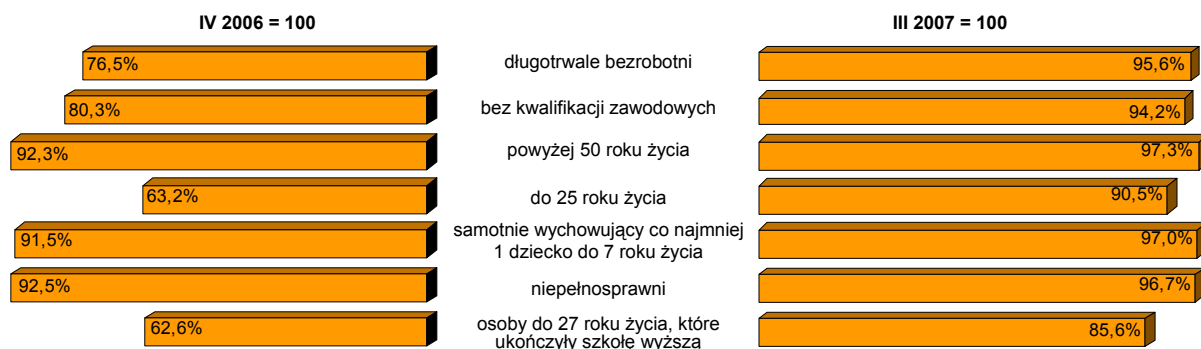 IV 2006 = 100
III 2007 = 100
76,5%
długotrwale bezrobotni
95,6%
80,3%
bez kwalifikacji zawodowych
94,2%
92,3%
powyżej 50 roku życia
97,3%
63,2%
do 25 roku życia
90,5%
91,5%
samotnie wychowujący co najmniej
1 dziecko do 7 roku życia
97,0%
92,5%
niepełnosprawni
96,7%
62,6%
osoby do 27 roku życia, które
ukończyły szkołę wyższą
85,6%